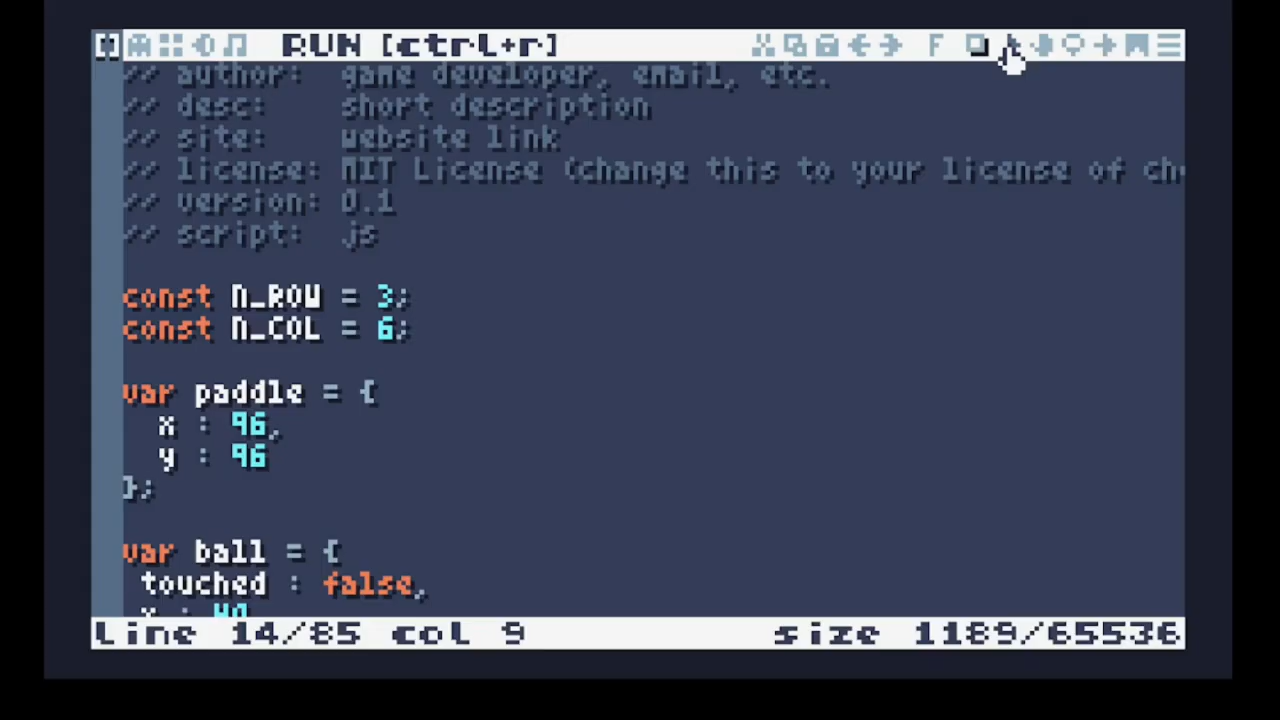 RUN [ctrl+r] F
// author: game developer, email, etc.
// desc: short description
// site: website link
// license: MIT License (change this to your license of
// version: 0.1
// script: js
const N_ROW = 3;
const N_COL = 6;
var paddle = {
x : 96,
y : 96
};
var ball = {
touched : false,
x : 40
line 14/85 col 9 size 1189/65536